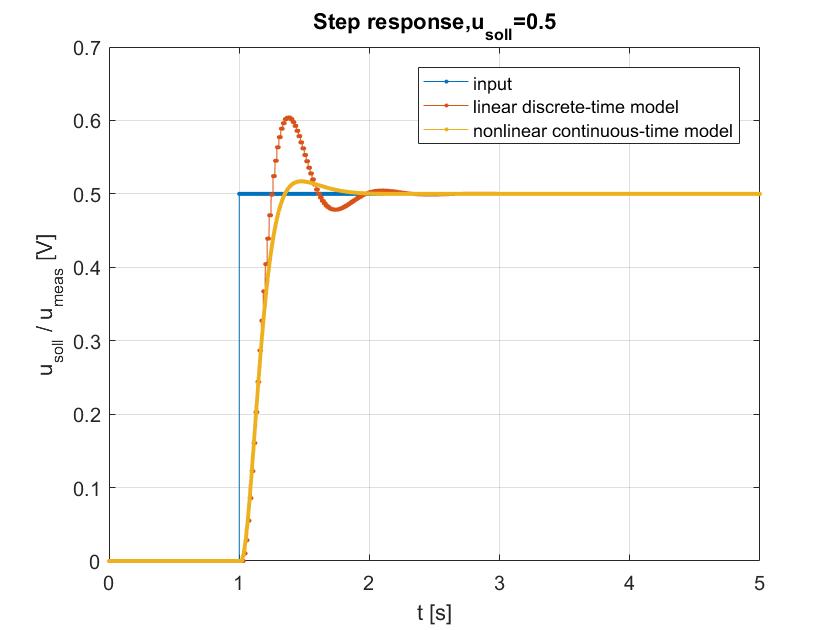 Step response,u_soll=0.5
0.7
0.6
0.5
0.4
0.3
0.2
0.1
0
u_soll / u_meas [V]
input
linear discrete-time model
nonlinear continuous-time model
0 1 2 3 4 5
t [s]